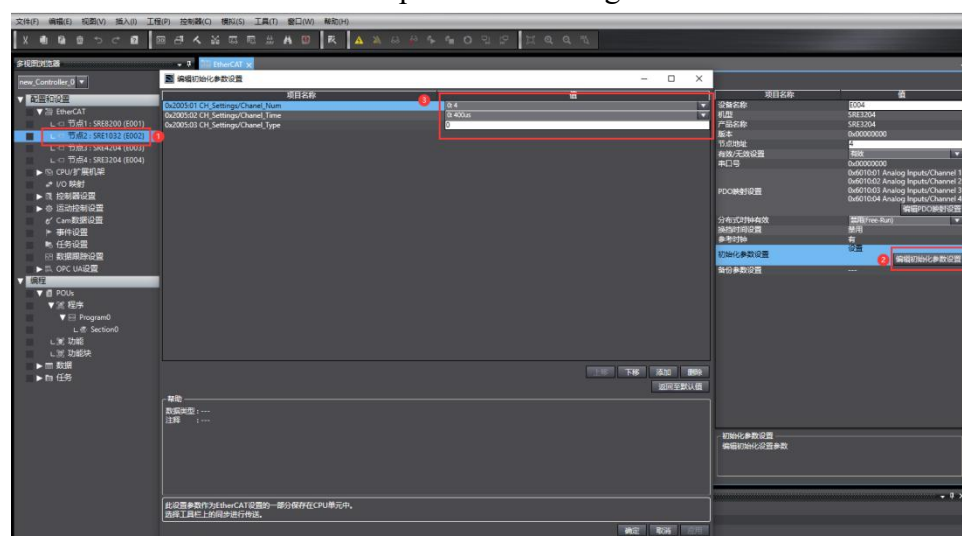 文件(F) 编辑(E) 视图(V) 插入(I) 工程(P) 控制器(C) 模拟(S) 工具(T) 窗口(W) 帮助(H)
多视图浏览器
EtherCAT
new_Controller_0
配置和设置
EtherCAT
节点1 : SRE8200 (E001)
节点2 : SRE1032 (E002)
1
节点3 : SRE4204 (E003)
节点4 : SRE3204 (E004)
CPU/扩展机架
I/O 映射
控制器设置
运动控制设置
Cam数据设置
事件设置
任务设置
数据跟踪设置
OPC UA设置
编程
POUs
程序
Program0
Section0
功能
功能块
数据
任务
编辑初始化参数设置
项目名称 值
0x2005:01 CH_Settings/Chanel_Num 0: 4
3
0x2005:02 CH_Settings/Chanel_Time 0: 400us
0x2005:03 CH_Settings/Chanel_Type 0
上移 下移 添加 删除
返回至默认值
帮助
数据类型 : ---
注释 : ---
此设置参数作为EtherCAT设置的一部分保存在CPU单元中。
选择工具栏上的同步进行传送。
确定 取消 应用
项目名称 值
设备名称 E004
机型 SRE3204
产品名称 SRE3204
版本 0x00000000
节点地址 4
有效/无效设置 有效
串口号 0x00000000
PDO映射设置
0x6010:01 Analog Inputs/Channel 1
0x6010:02 Analog Inputs/Channel 2
0x6010:03 Analog Inputs/Channel 3
0x6010:04 Analog Inputs/Channel 4
编辑PDO映射设置
分布式时钟有效 禁用(Free-Run)
换挡时间设置 禁用
参考时钟 有
初始化参数设置 设置
2 编辑初始化参数设置
备份参数设置 ---
初始化参数设置
编辑初始化设置参数